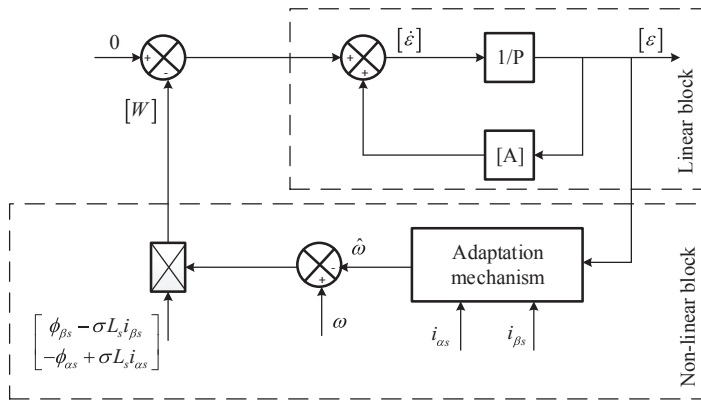 0
+
-
[W]
+
+
[ε̇]
1/P
[ε]
[A]
Linear block
ω̂
-
+
ω
Adaptation
mechanism
i_αs
i_βs
[ϕ_βs − σL_s i_βs
−ϕ_αs + σL_s i_αs]
Non-linear block